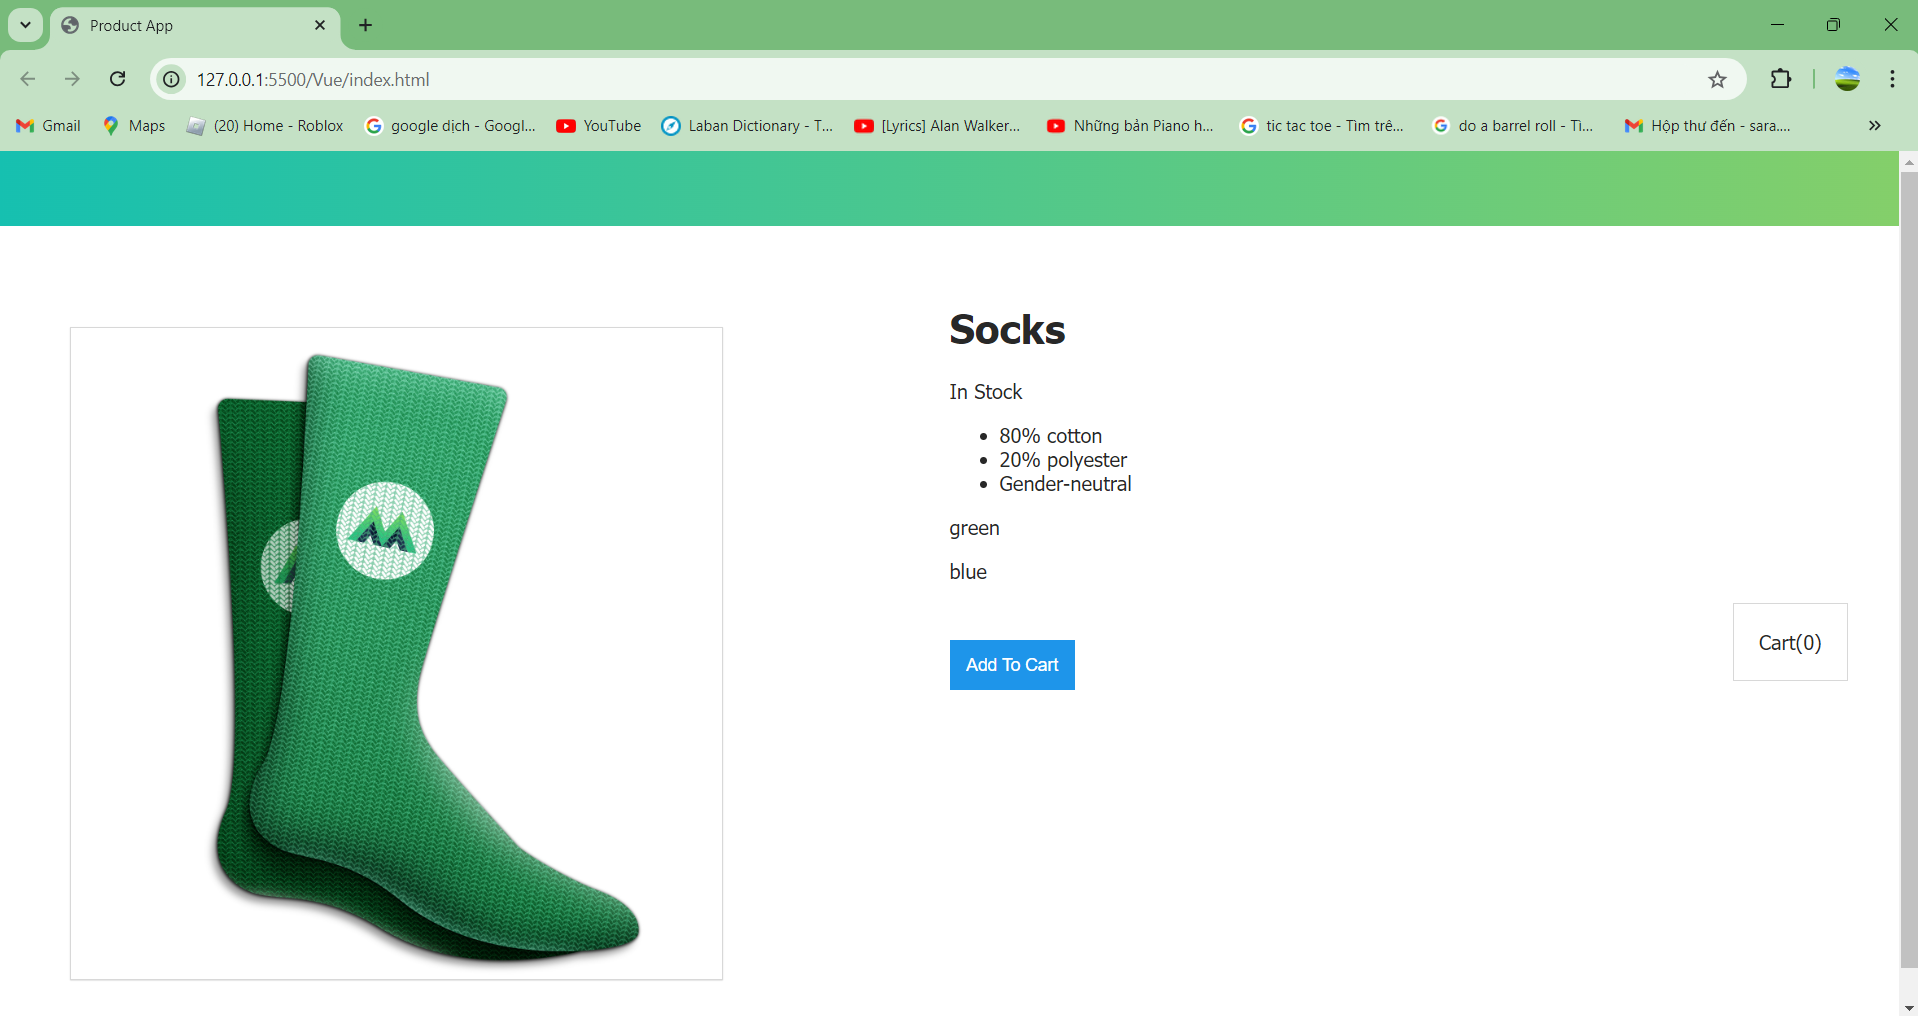 Product App
127.0.0.1:5500/Vue/index.html
Gmail Maps (20) Home - Roblox google dịch - Googl... YouTube Laban Dictionary - T... [Lyrics] Alan Walker... Những bản Piano h... tic tac toe - Tìm trê... do a barrel roll - Tì... Hộp thư đến - sara....
Socks
In Stock
80% cotton
20% polyester
Gender-neutral
green
blue
Cart(0)
Add To Cart